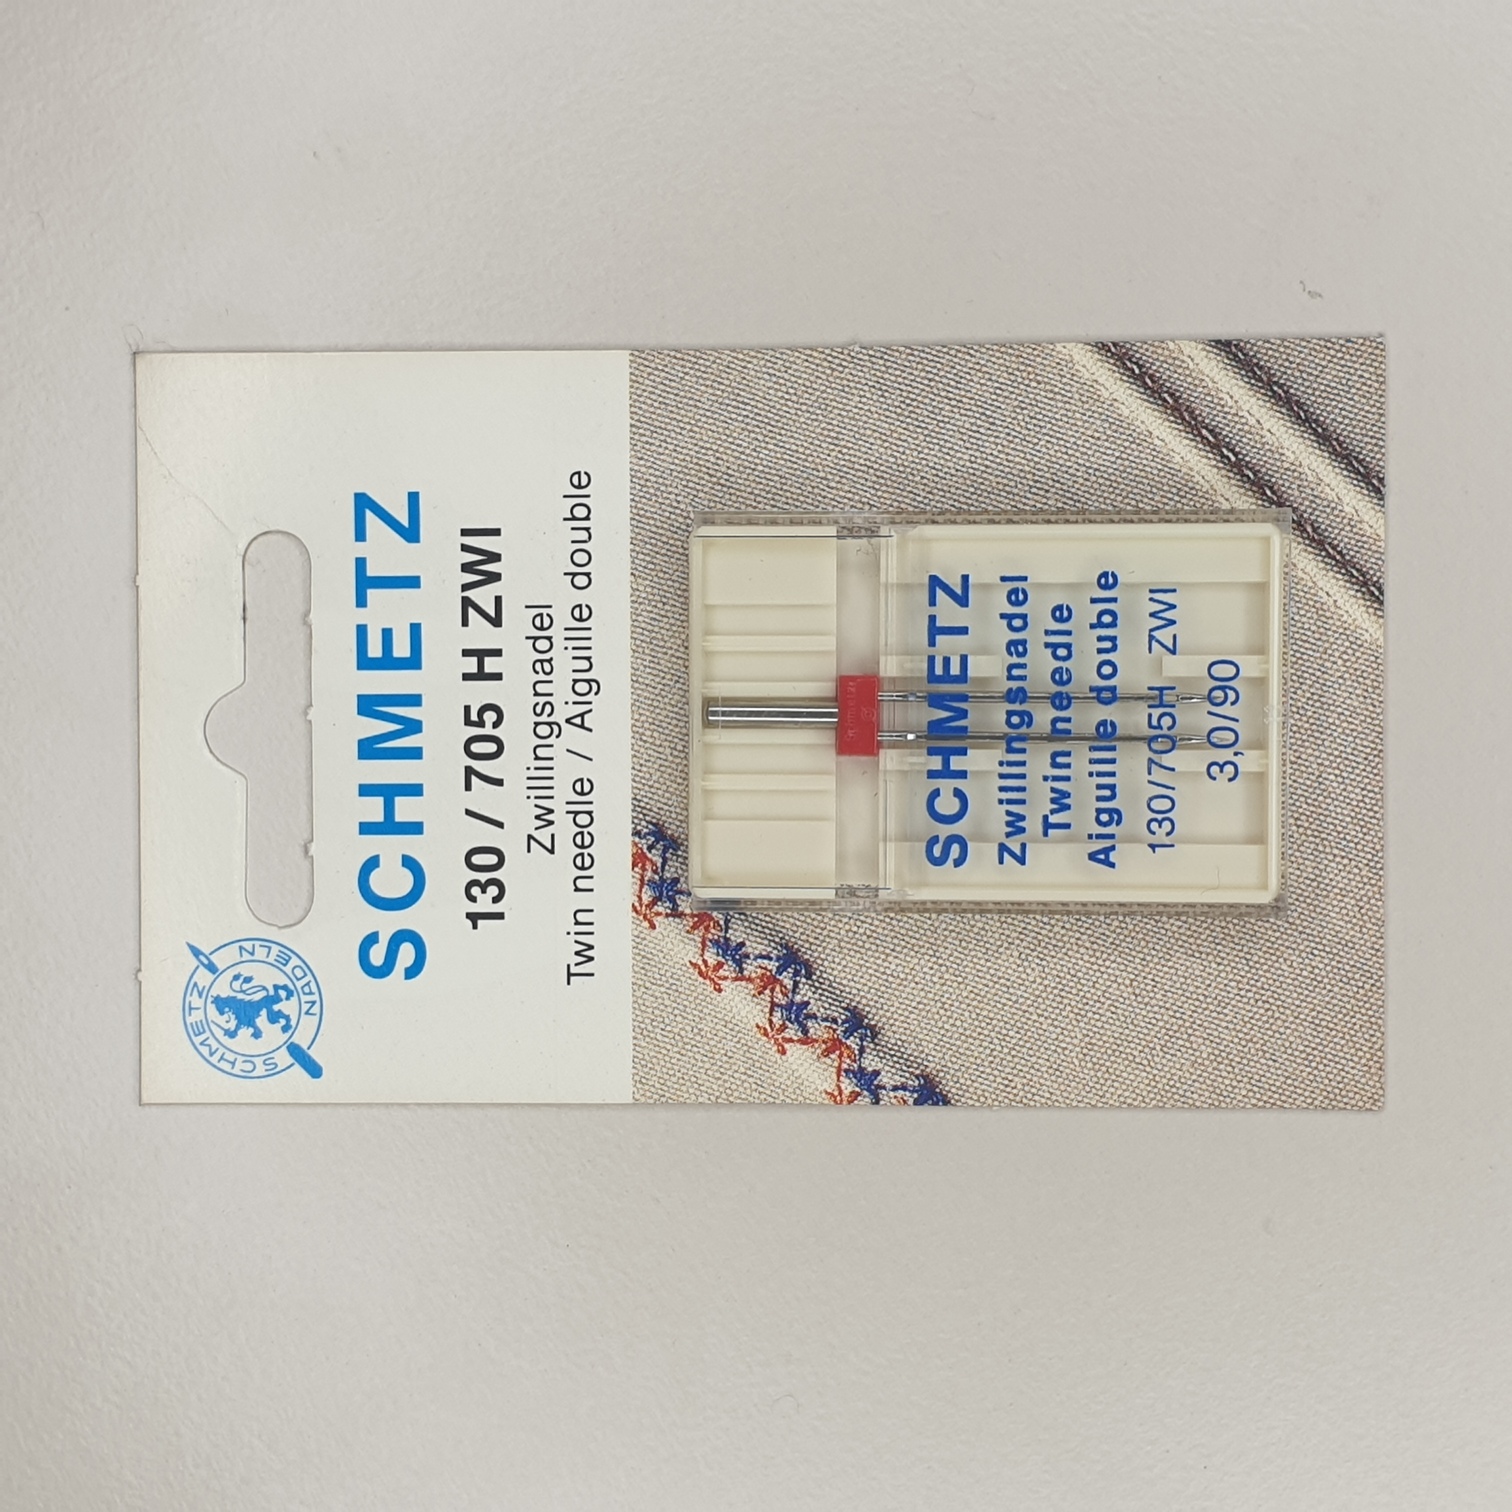 SCHMETZ NADELN
SCHMETZ
130 / 705 H ZWI
Zwillingsnadel
Twin needle / Aiguille double
SCHMETZ
Zwillingsnadel
Twin needle
Aiguille double
130/705H ZWI
3,0/90